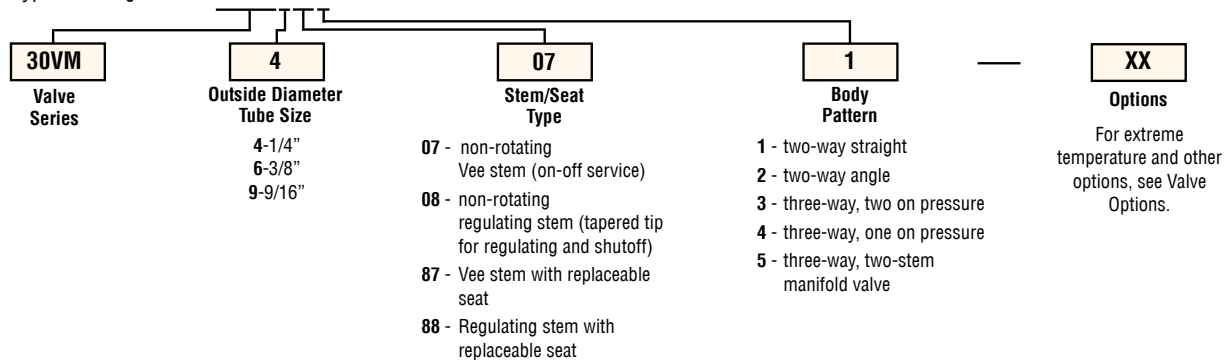 30VM
Valve
Series
4
Outside Diameter
Tube Size
4-1/4”
6-3/8”
9-9/16”
07
Stem/Seat
Type
07 - non-rotating
Vee stem (on-off service)
08 - non-rotating
regulating stem (tapered tip
for regulating and shutoff)
87 - Vee stem with replaceable
seat
88 - Regulating stem with
replaceable seat
1
Body
Pattern
1 - two-way straight
2 - two-way angle
3 - three-way, two on pressure
4 - three-way, one on pressure
5 - three-way, two-stem
manifold valve
—
XX
Options
For extreme
temperature and other
options, see Valve
Options.